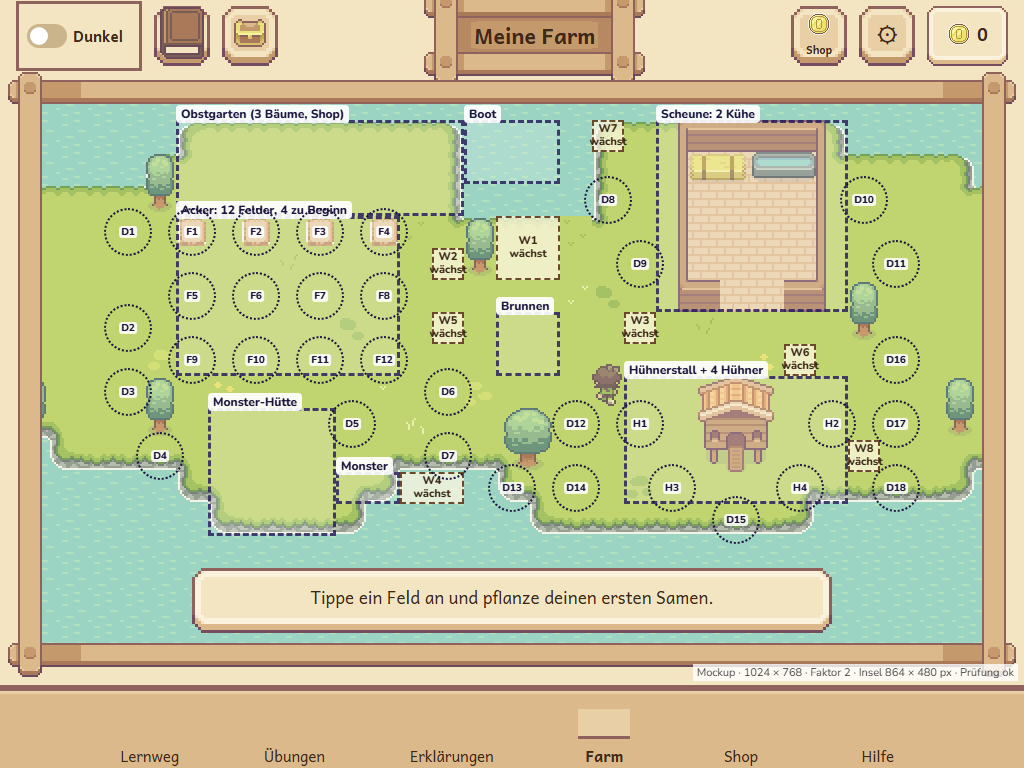 Dunkel
Meine Farm
Shop
0
Obstgarten (3 Bäume, Shop)
Boot
W7
wächst
Scheune: 2 Kühe
D8
D10
Acker: 12 Felder, 4 zu Beginn
D1
F1
F2
F3
F4
W1
wächst
W2
wächst
D9
D11
F5
F6
F7
F8
Brunnen
D2
W5
wächst
W3
wächst
F9
F10
F11
F12
W6
wächst
D16
Hühnerstall + 4 Hühner
D3
D6
Monster-Hütte
D5
D12
H1
H2
D17
D4
Monster
D7
W8
wächst
W4
wächst
D13
D14
H3
H4
D18
D15
Tippe ein Feld an und pflanze deinen ersten Samen.
Mockup · 1024 × 768 · Faktor 2 · Insel 864 × 480 px · Prüfung ok
Lernweg
Übungen
Erklärungen
Farm
Shop
Hilfe